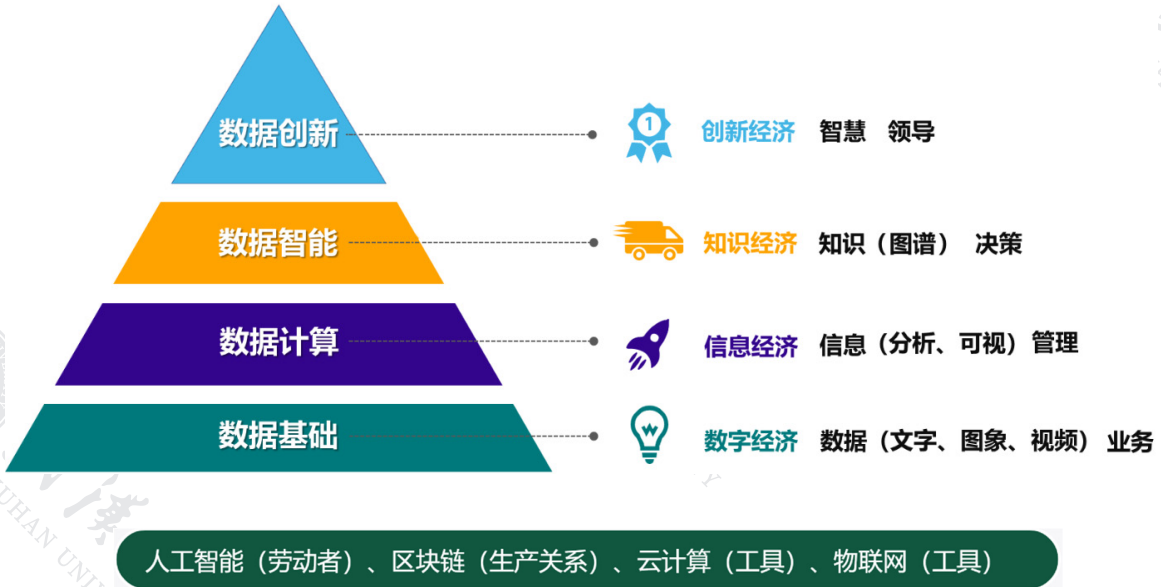 数据创新 创新经济 智慧 领导
数据智能 知识经济 知识（图谱） 决策
数据计算 信息经济 信息（分析、可视）管理
数据基础 数字经济 数据（文字、图象、视频）业务
人工智能（劳动者）、区块链（生产关系）、云计算（工具）、物联网（工具）